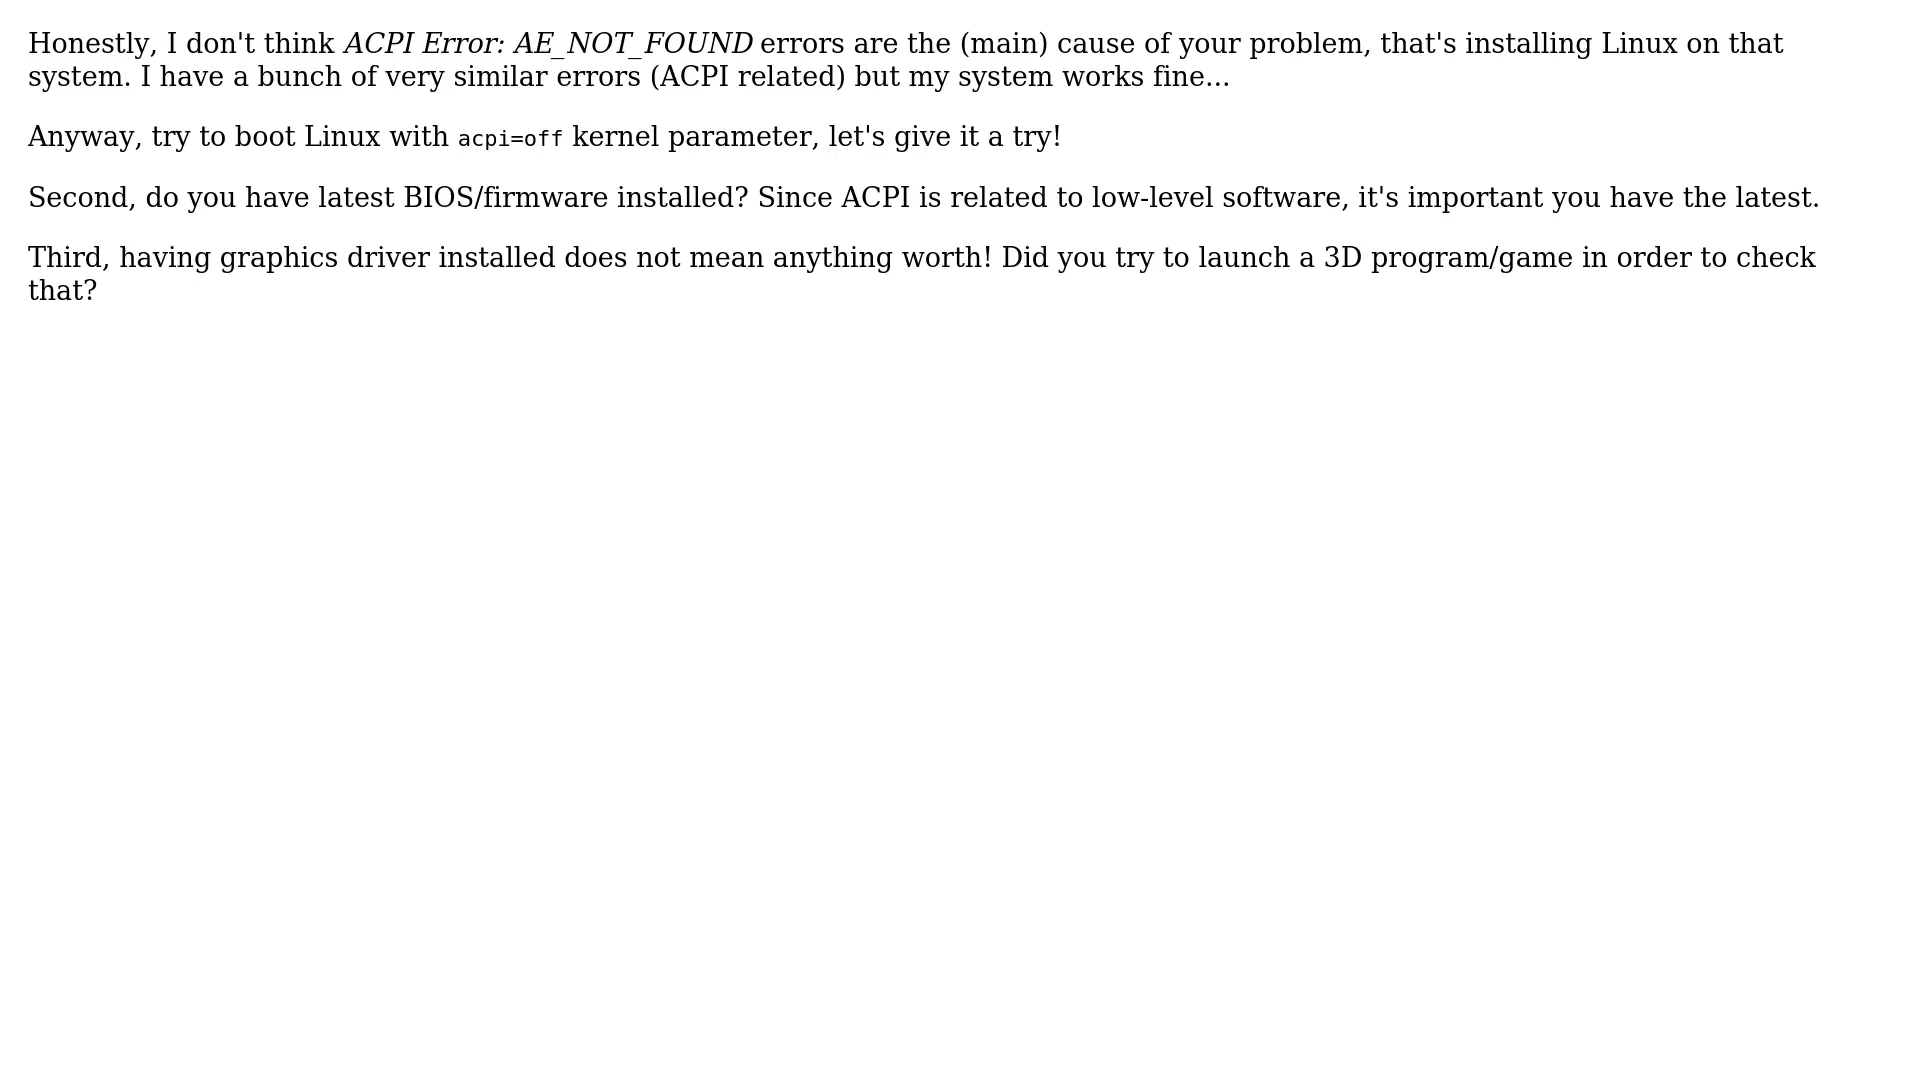 Honestly, I don't think ACPI Error: AE_NOT_FOUND errors are the (main) cause of your problem, that's installing Linux on that
system. I have a bunch of very similar errors (ACPI related) but my system works fine...
Anyway, try to boot Linux with acpi=off kernel parameter, let's give it a try!
Second, do you have latest BIOS/firmware installed? Since ACPI is related to low-level software, it's important you have the latest.
Third, having graphics driver installed does not mean anything worth! Did you try to launch a 3D program/game in order to check
that?